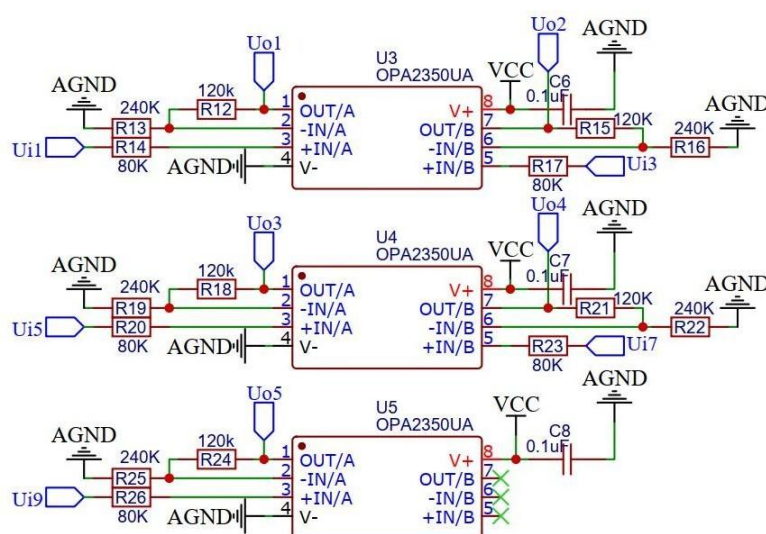 Uo1
U3
OPA2350UA
Uo2
VCC
C6
0.1uF
AGND
AGND
240K
120k
R12
R13
R14
80K
Ui1
AGND
1
2
3
4
OUT/A
-IN/A
+IN/A
V-
V+
OUT/B
-IN/B
+IN/B
8
7
6
5
R15
120K
240K
R16
AGND
R17
80K
Ui3
Uo3
U4
OPA2350UA
Uo4
VCC
C7
0.1uF
AGND
AGND
240K
120k
R18
R19
R20
80K
Ui5
AGND
1
2
3
4
OUT/A
-IN/A
+IN/A
V-
V+
OUT/B
-IN/B
+IN/B
8
7
6
5
R21
120K
240K
R22
AGND
R23
80K
Ui7
Uo5
U5
OPA2350UA
VCC
C8
0.1uF
AGND
AGND
240K
120k
R24
R25
R26
80K
Ui9
AGND
1
2
3
4
OUT/A
-IN/A
+IN/A
V-
V+
OUT/B
-IN/B
+IN/B
8
7
6
5